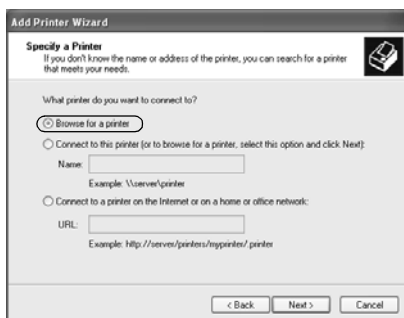 Add Printer Wizard
Specify a Printer
If you don't know the name or address of the printer, you can search for a printer
that meets your needs.
What printer do you want to connect to?
Browse for a printer
Connect to this printer (or to browse for a printer, select this option and click Next):
Name:
Example: \\server\printer
Connect to a printer on the Internet or on a home or office network:
URL:
Example: http://server/printers/myprinter/.printer
< Back Next > Cancel